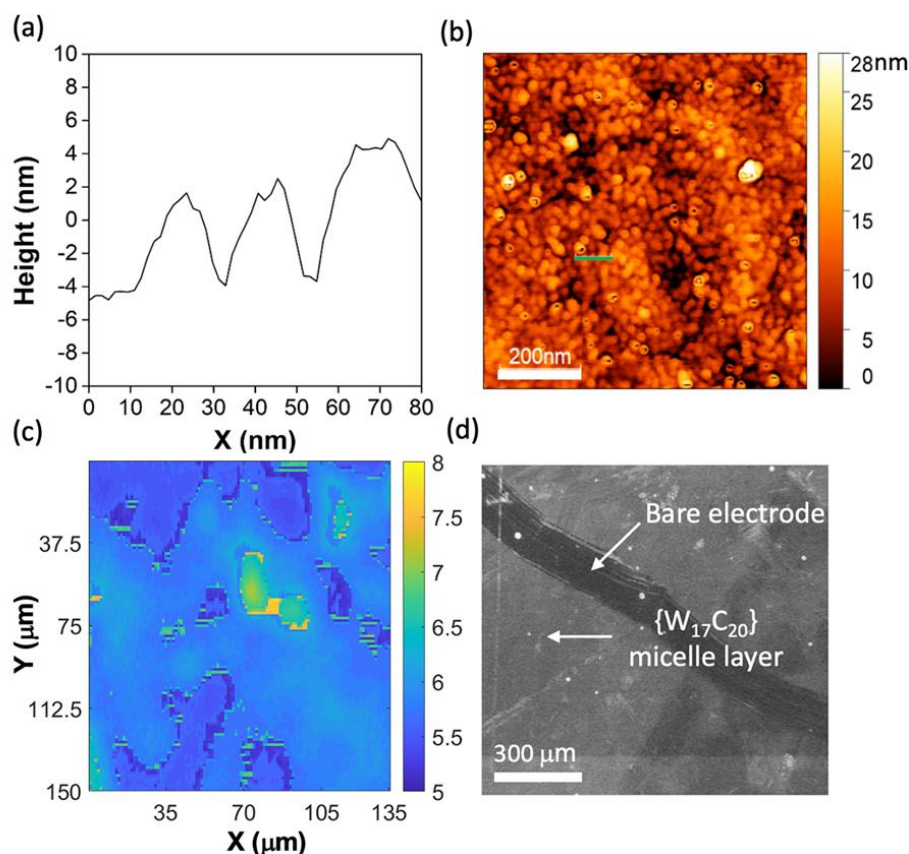 (a)
10
8
6
4
2
0
-2
-4
-6
-8
-10
Height (nm)
0 10 20 30 40 50 60 70 80
X (nm)
(b)
28nm
25
20
15
10
5
0
200nm
(c)
37.5
75
112.5
150
Y (μm)
35 70 105 135
X (μm)
8
7.5
7
6.5
6
5.5
5
(d)
Bare electrode
{W₁₇C₂₀}
micelle layer
300 μm